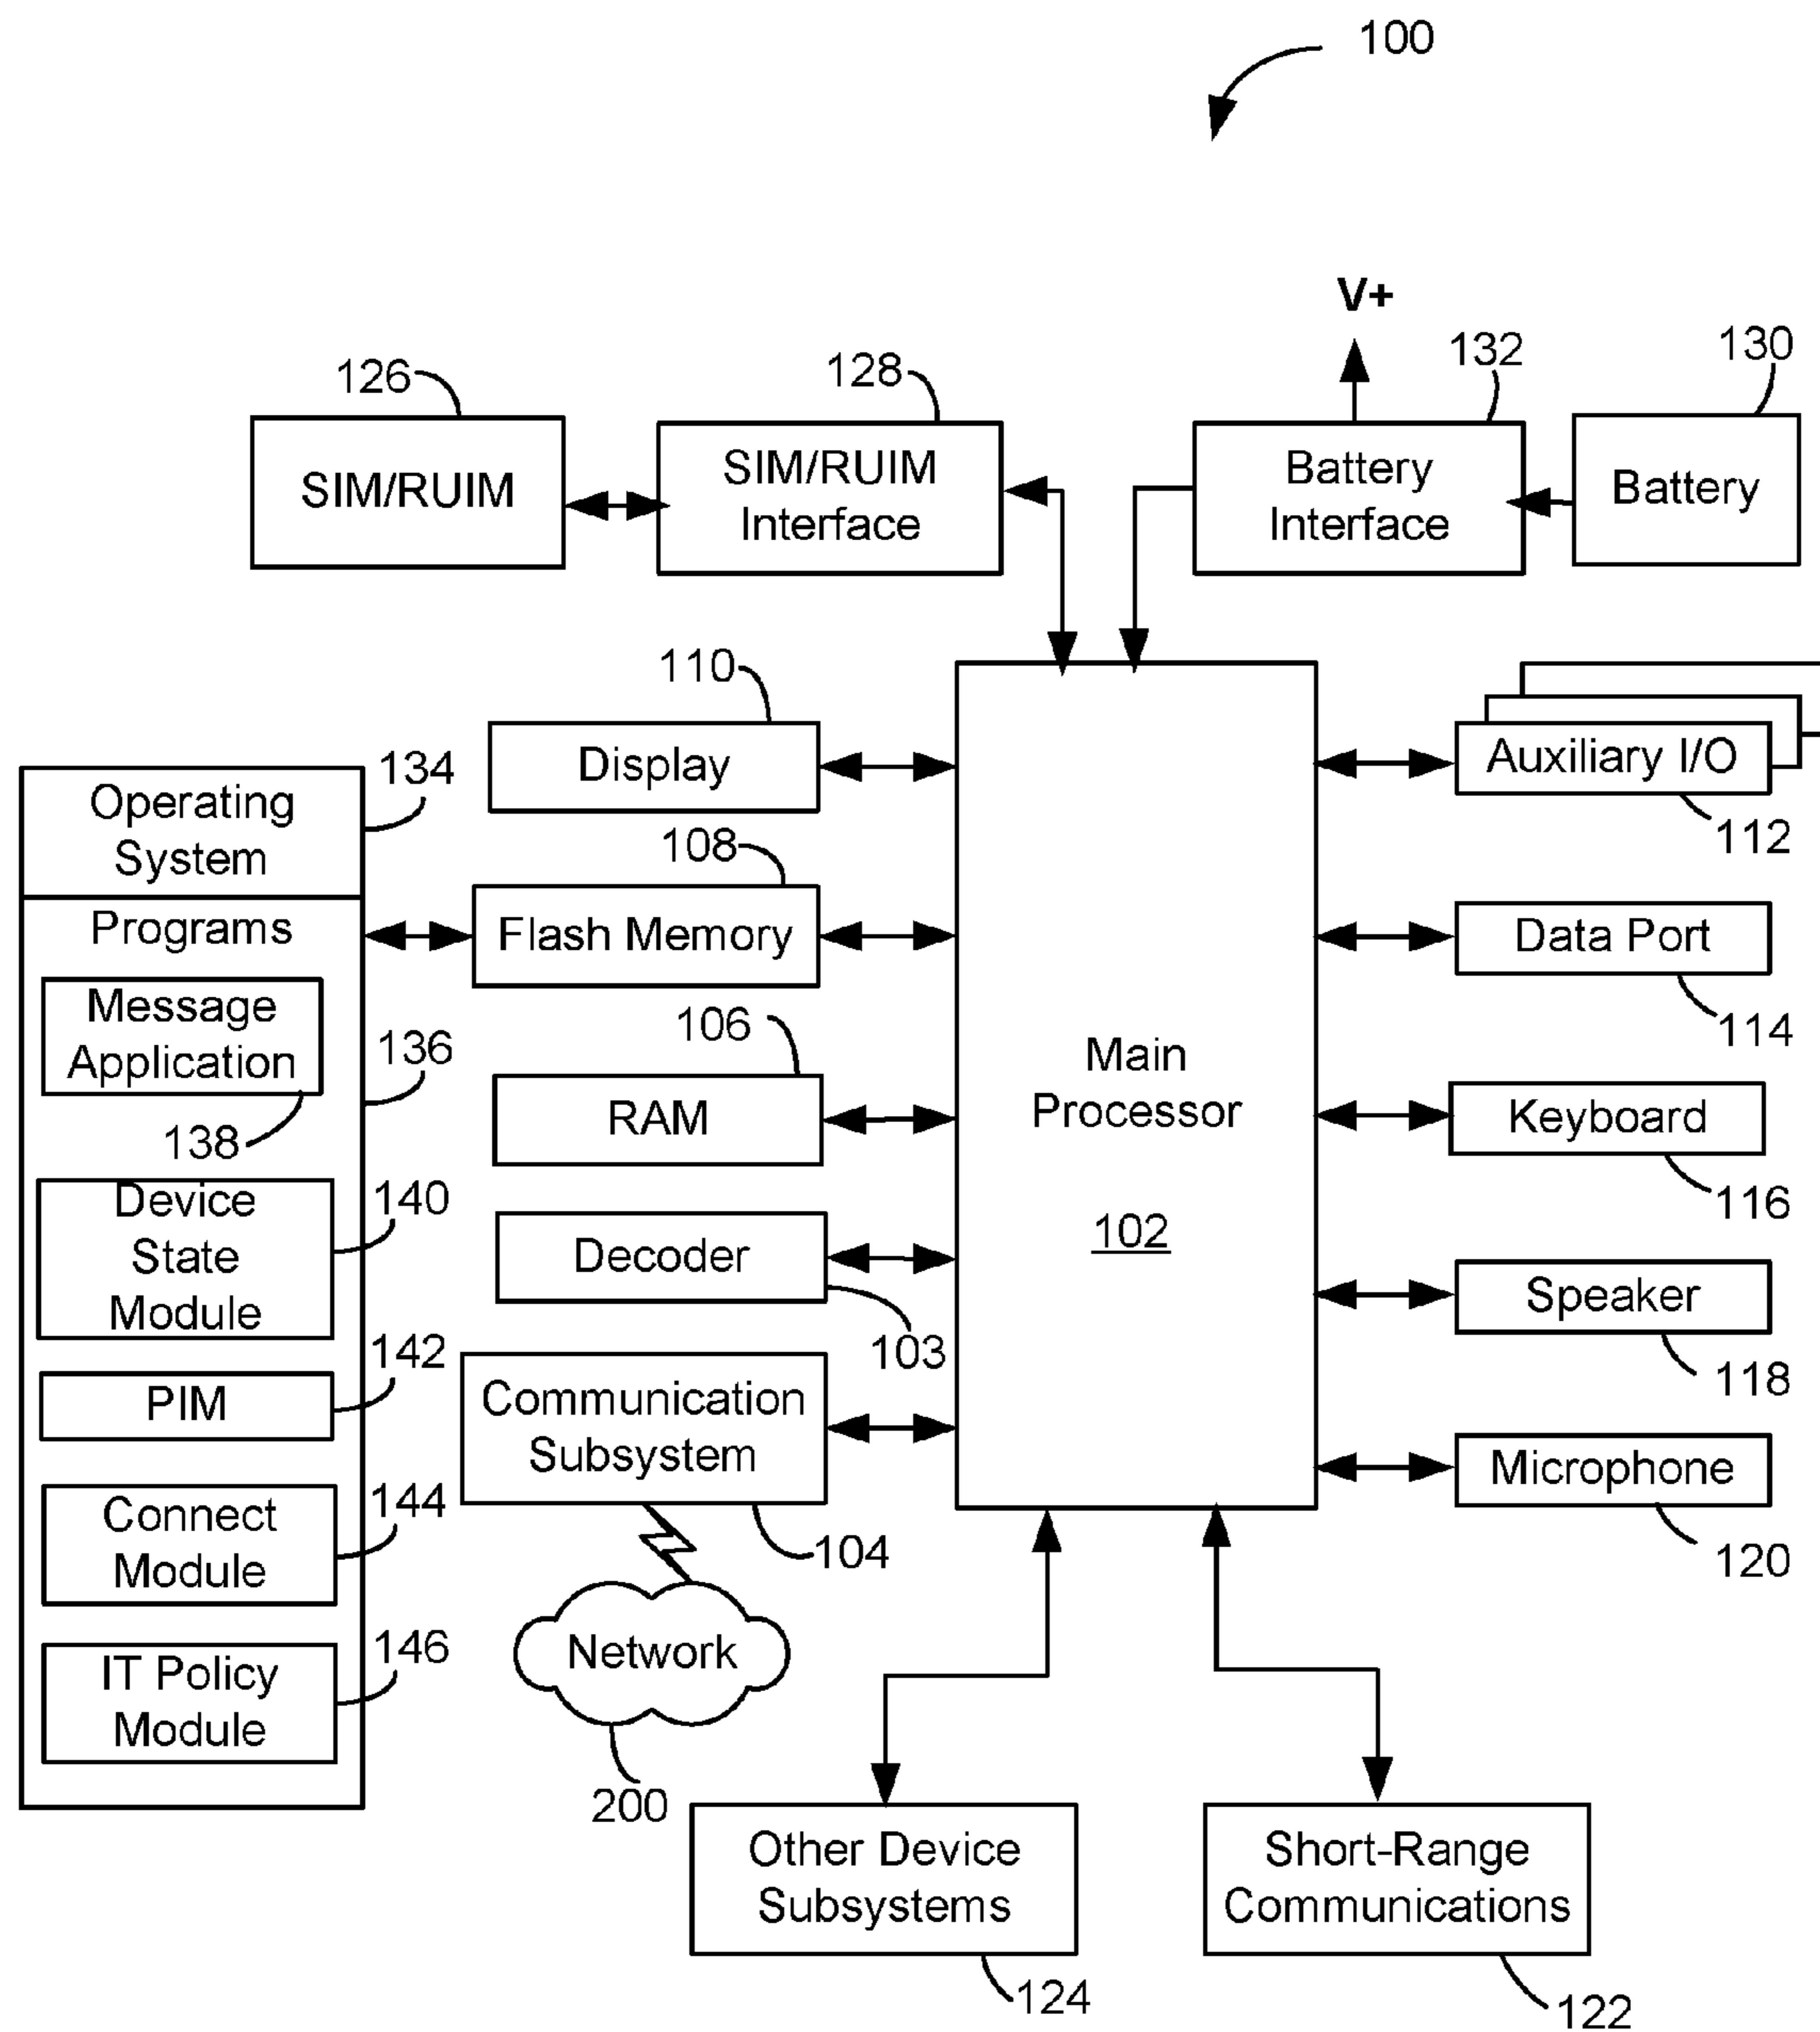 100
V+
126
128
132
130
SIM/RUIM
SIM/RUIM
Interface
Battery
Interface
Battery
110
Display
Auxiliary I/O
112
134
Operating
System
108
Programs
Flash Memory
Data Port
114
Message
Application
138
136
106
RAM
Main
Processor
102
Keyboard
116
Device
State
Module
140
Decoder
103
Speaker
118
PIM
142
Communication
Subsystem
104
Microphone
120
Connect
Module
144
Network
200
IT Policy
Module
146
Other Device
Subsystems
124
Short-Range
Communications
122